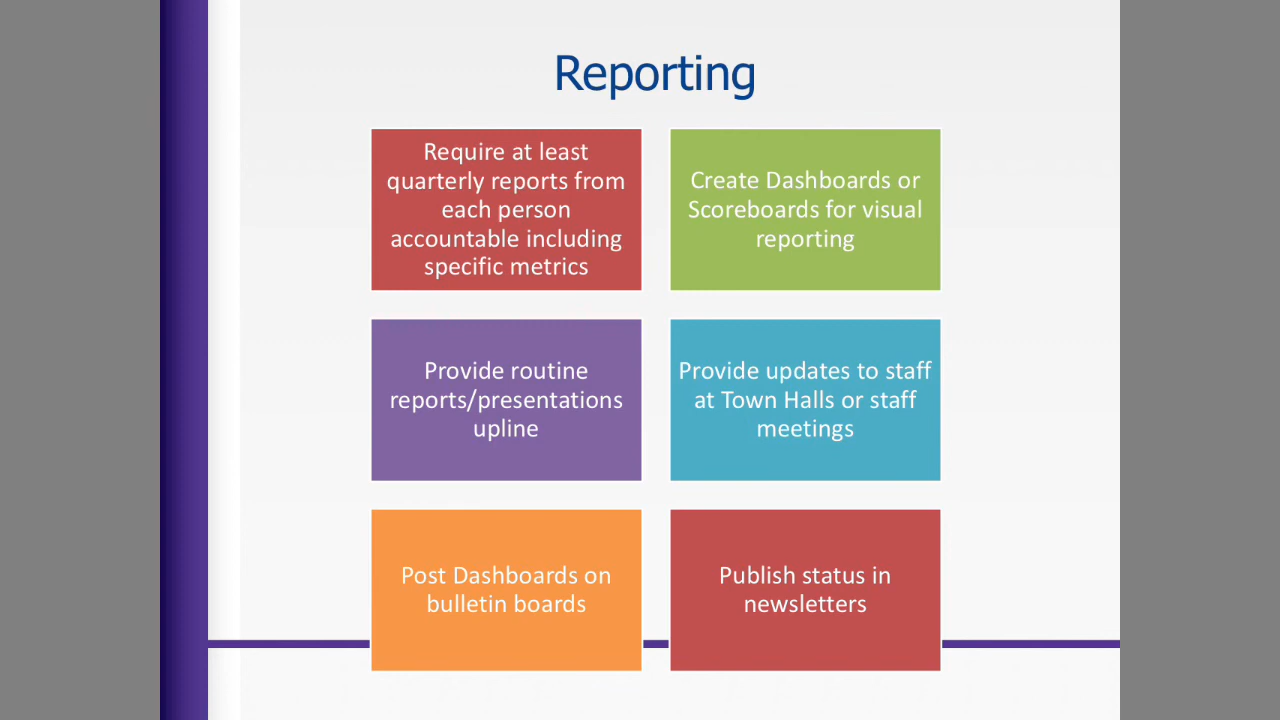 Reporting
Require at least
quarterly reports from
each person
accountable including
specific metrics
Create Dashboards or
Scoreboards for visual
reporting
Provide routine
reports/presentations
upline
Provide updates to staff
at Town Halls or staff
meetings
Post Dashboards on
bulletin boards
Publish status in
newsletters